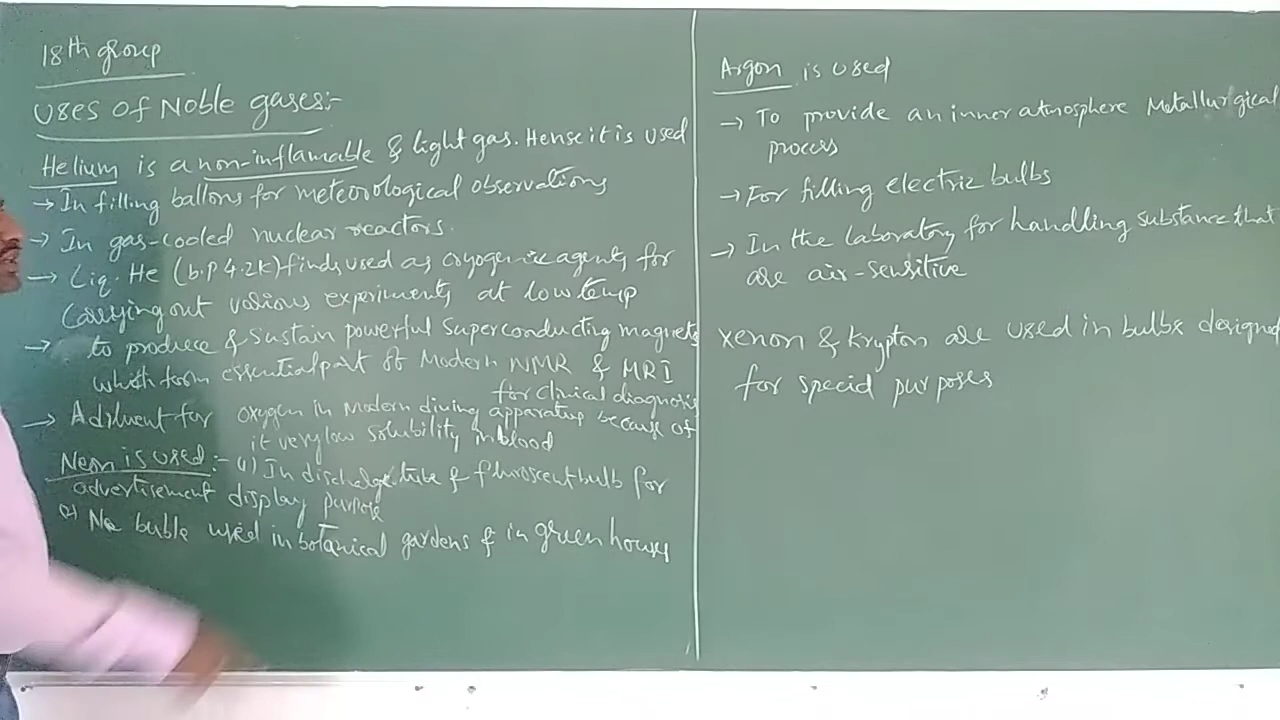 18th group
Uses of Noble gases:-
Helium is a non-inflamable & light gas. Hense it is used
→ In filling ballons for meteorological observations
→ In gas-cooled nuclear reactors.
→ Liq. He (b.p 4.2K) finds used as cryogenic agents for
carrying out various experiments at low temp
→ to produce & sustain powerful superconducting magnets
which form essential part of Modern NMR & MRI
for clinical diagnosis
→ A diluent for oxygen in modern diving apparatus because of
it very low solubility in blood
Neon is used:- (1) In discharge tube & fluroscent bulb for
advertisement display purpose
(2) Ne bulbs used in botanical gardens & in green houses
Argon is used
→ To provide an inner atmosphere Metallurgical
process
→ For filling electric bulbs
→ In the laboratory for handling substance that
are air-sensitive
Xenon & Krypton are used in bulbs designed
for special purposes